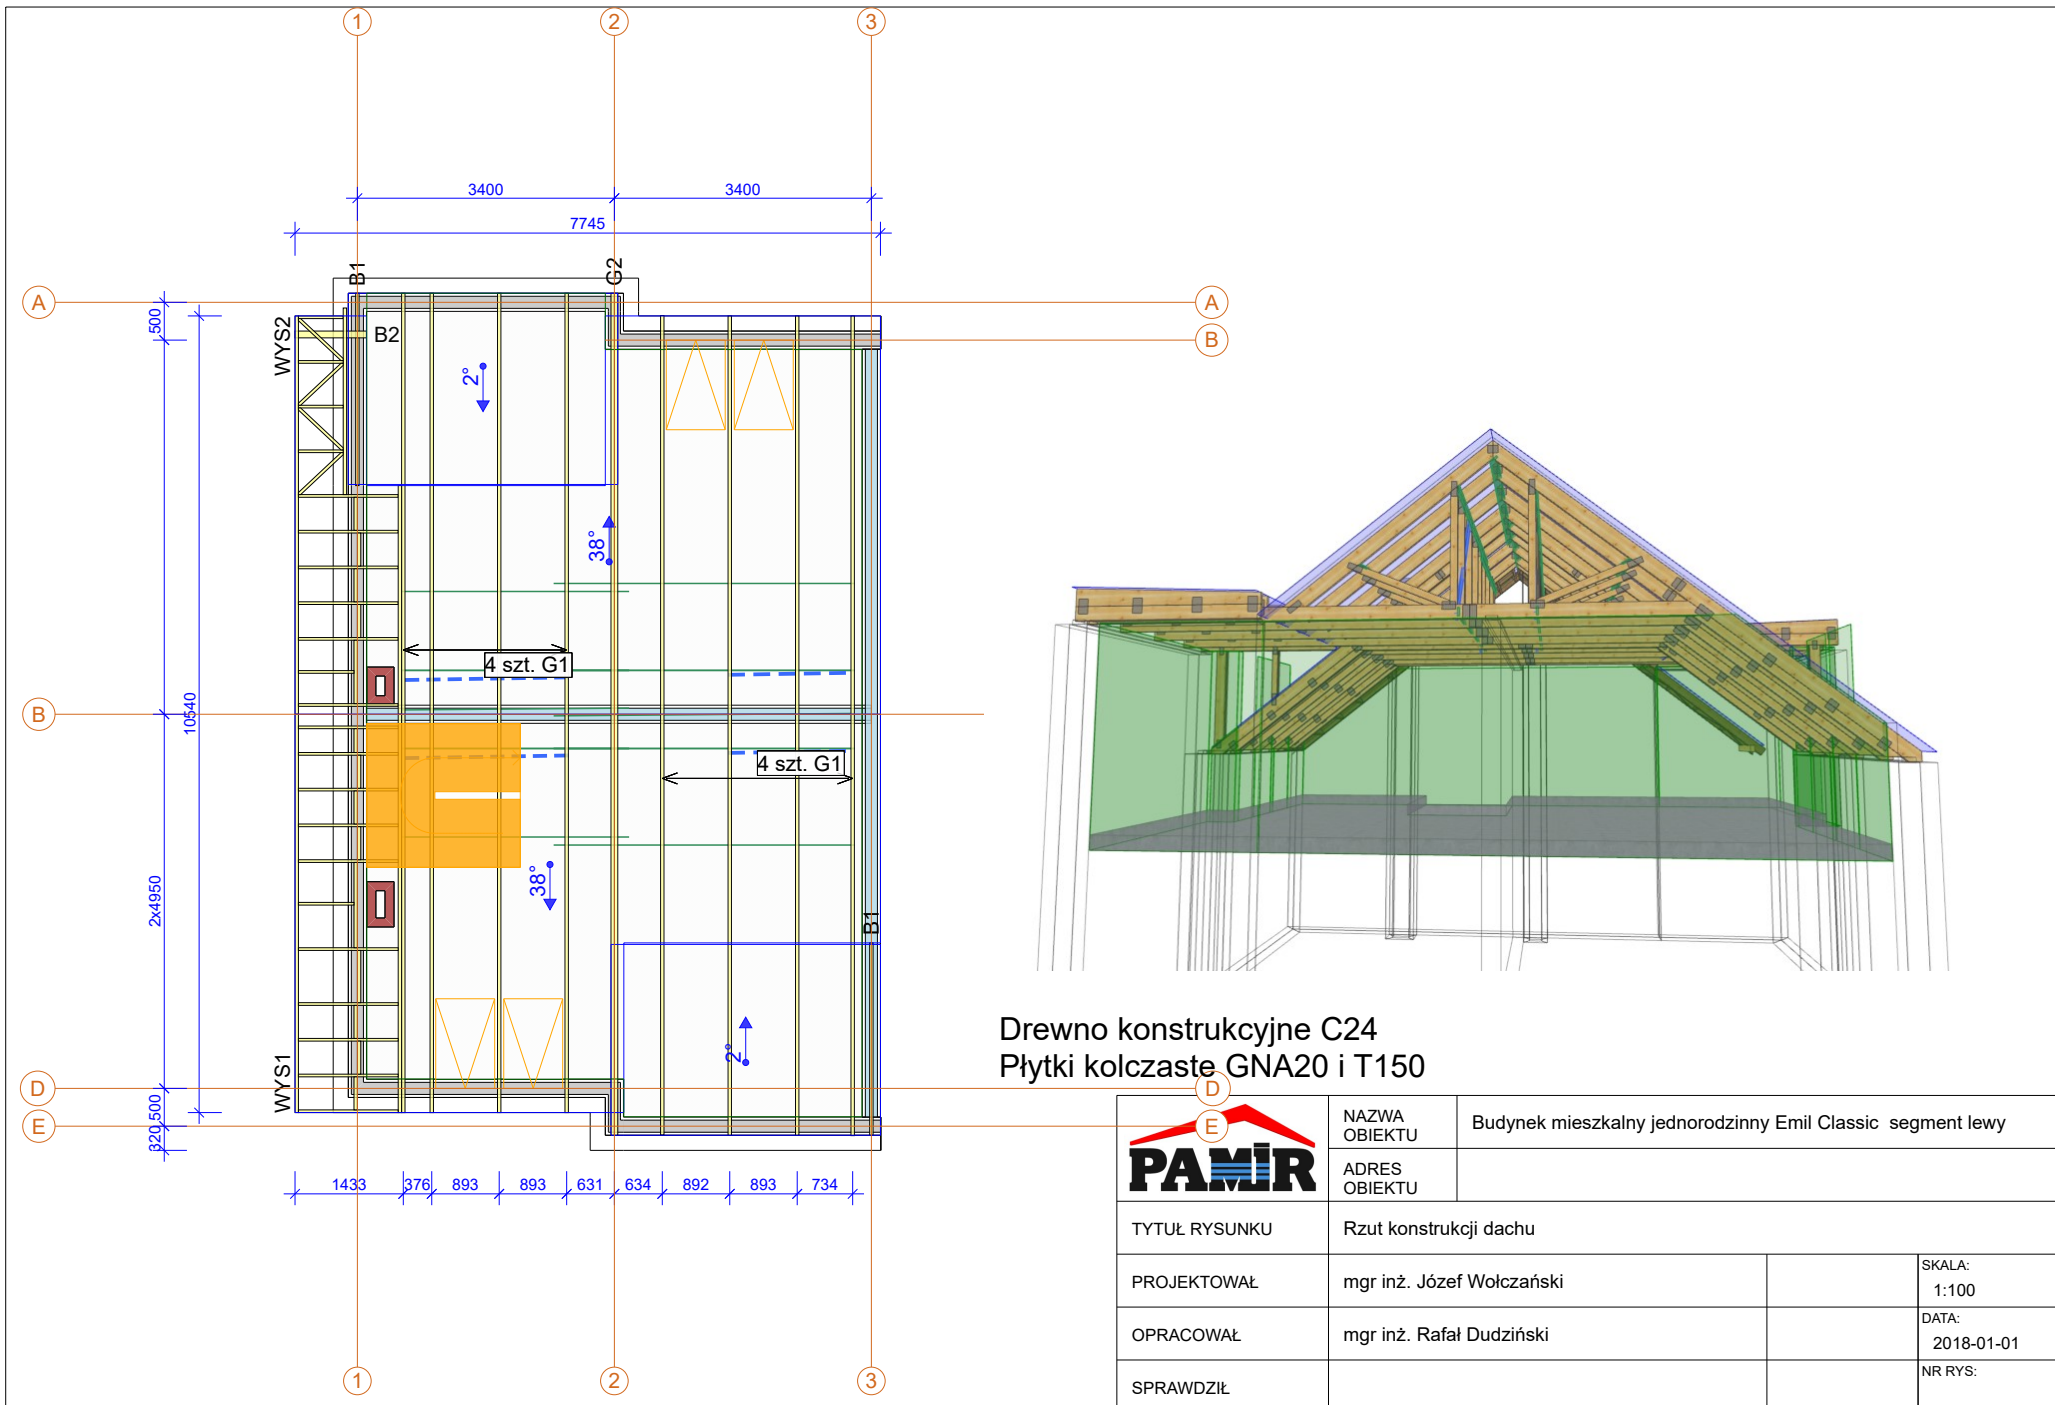 1
2
3
3400
3400
7745
B1
G2
A
A
500
WYS2
B2
B
B
2°
38°
4 szt. G1
10540
B
4 szt. G1
38°
2x4950
B1
2°
WYS1
D
D
500
E
E
320
1433
376
893
893
631
634
892
893
734
1
2
3
Drewno konstrukcyjne C24
Płytki kolczaste GNA20 i T150
PAMIR
NAZWA
OBIEKTU
Budynek mieszkalny jednorodzinny Emil Classic segment lewy
ADRES
OBIEKTU
TYTUŁ RYSUNKU
Rzut konstrukcji dachu
PROJEKTOWAŁ
mgr inż. Józef Wołczański
SKALA:
1:100
OPRACOWAŁ
mgr inż. Rafał Dudziński
DATA:
2018-01-01
SPRAWDZIŁ
NR RYS: